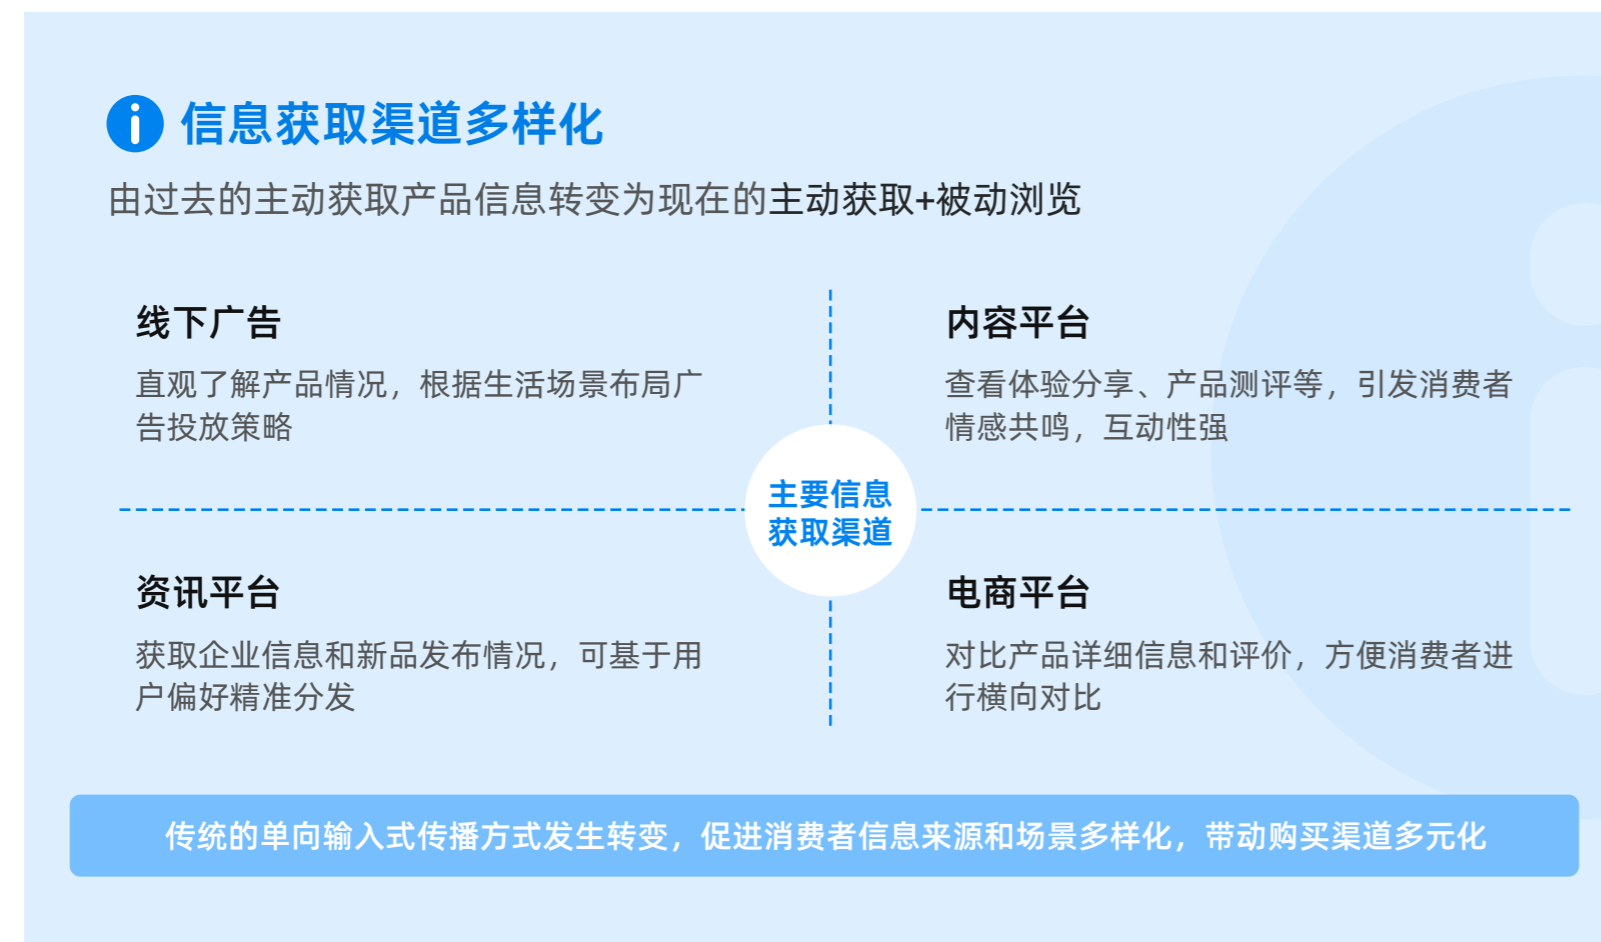 信息获取渠道多样化
由过去的主动获取产品信息转变为现在的主动获取+被动浏览
线下广告
直观了解产品情况，根据生活场景布局广
告投放策略
内容平台
查看体验分享、产品测评等，引发消费者
情感共鸣，互动性强
主要信息
获取渠道
资讯平台
获取企业信息和新品发布情况，可基于用
户偏好精准分发
电商平台
对比产品详细信息和评价，方便消费者进
行横向对比
传统的单向输入式传播方式发生转变，促进消费者信息来源和场景多样化，带动购买渠道多元化